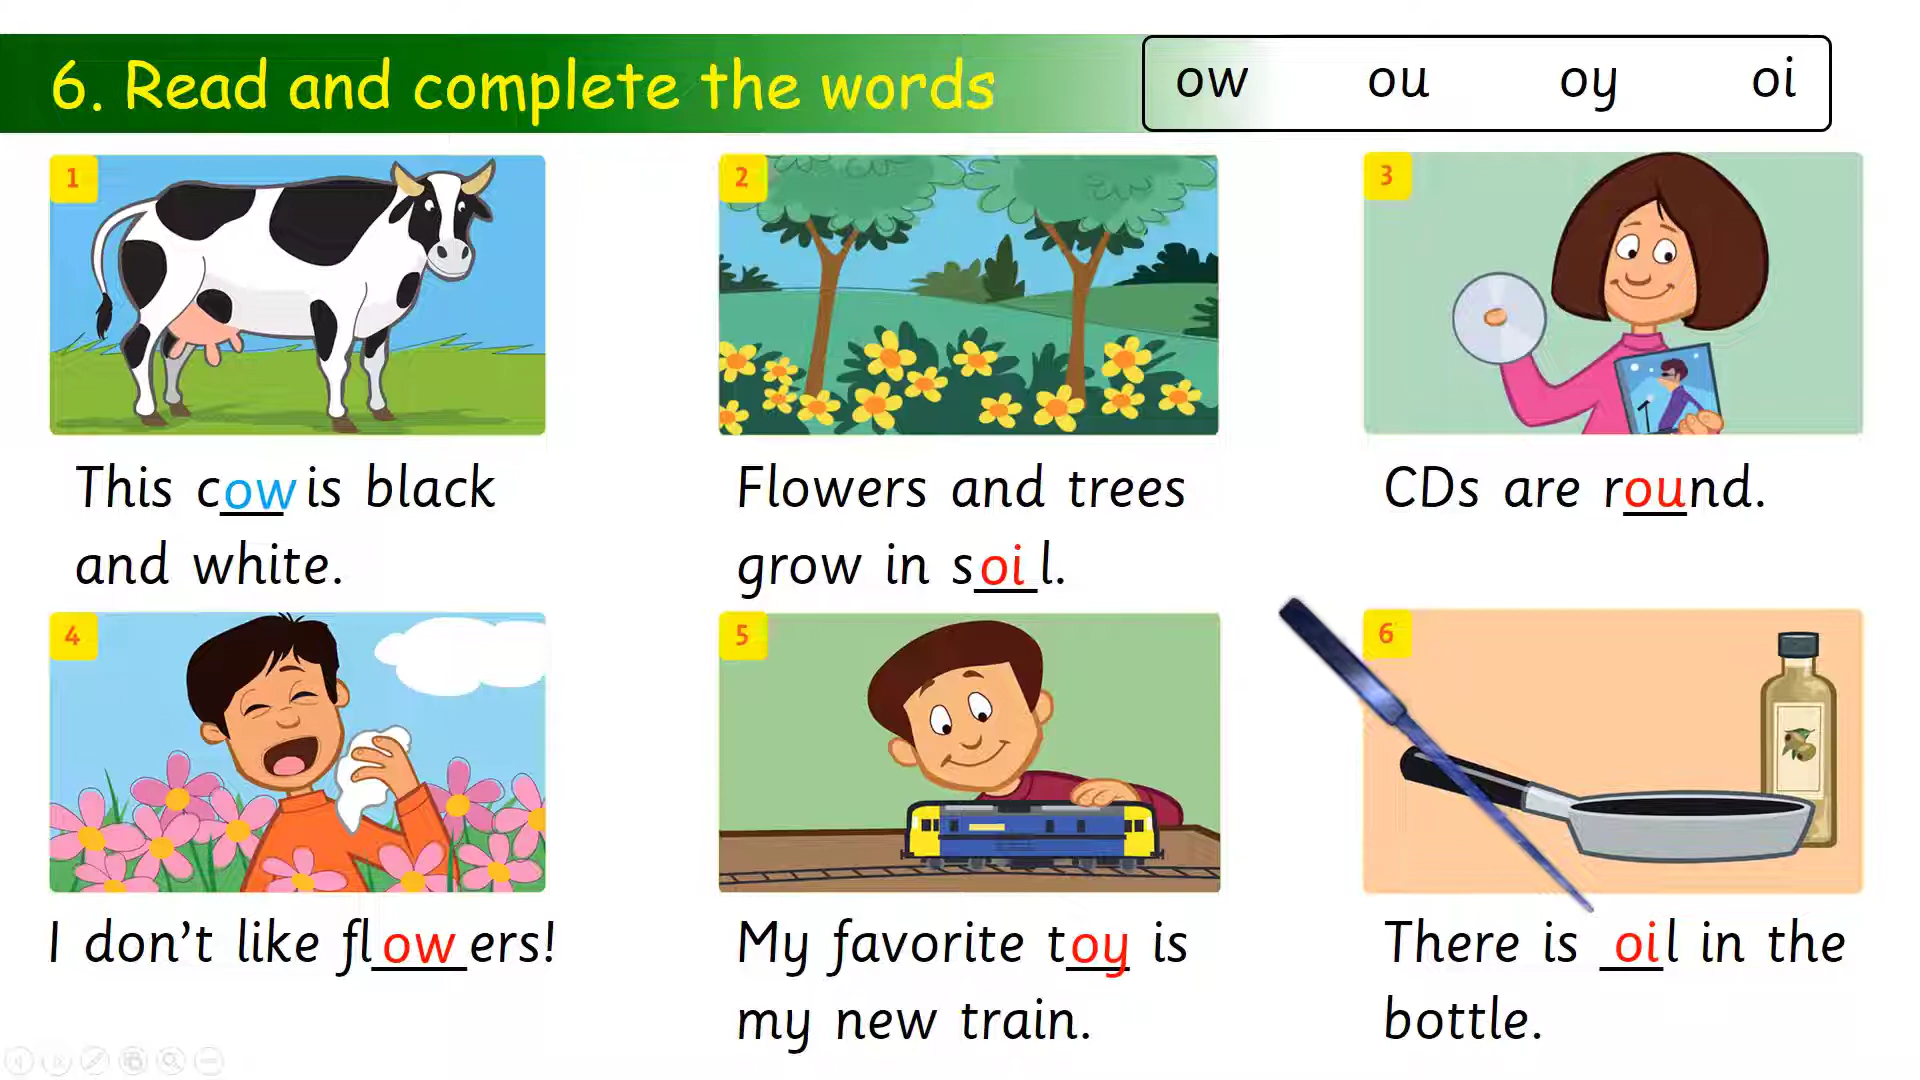 6. Read and complete the words
ow ou oy oi
1
This cow is black
and white.
2
Flowers and trees
grow in soil.
3
CDs are round.
4
I don't like flowers!
5
My favorite toy is
my new train.
6
There is oil in the
bottle.